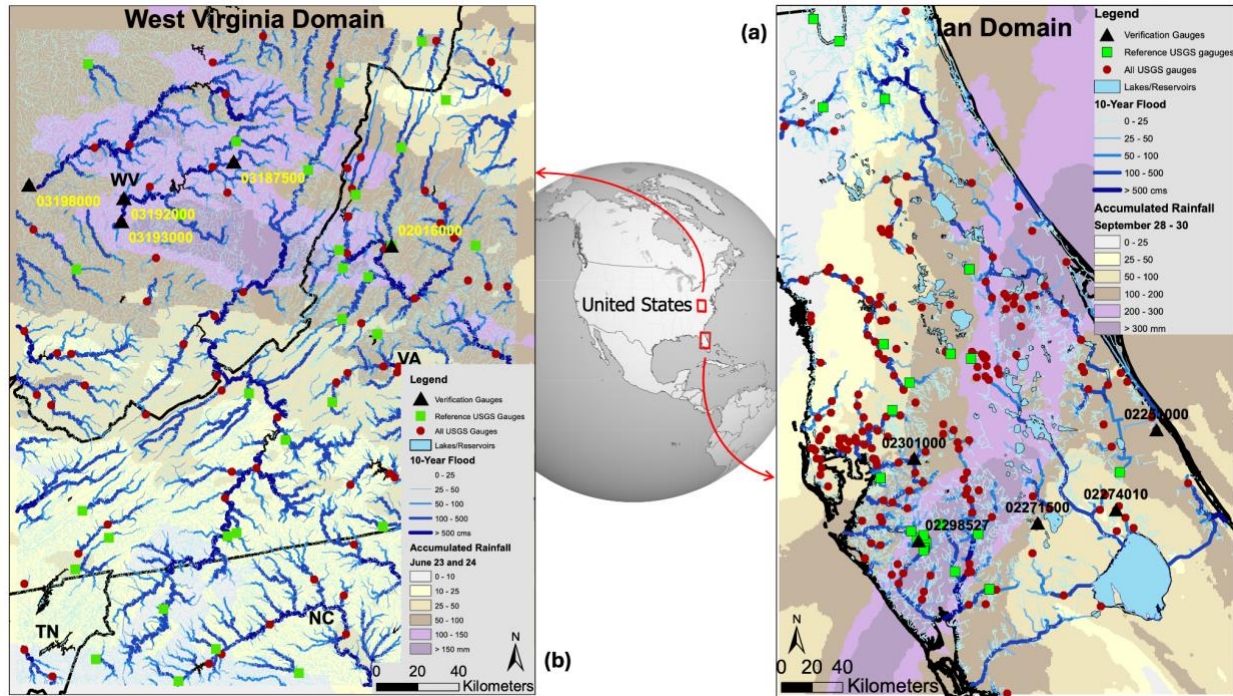 West Virginia Domain
03187500
WV
03198000
03192000
03193000
02016000
VA
TN
NC
Legend
Verification Gauges
Reference USGS Gauges
All USGS Gauges
Lakes/Reservoirs
10-Year Flood
0 - 25
25 - 50
50 - 100
100 - 500
> 500 cms
Accumulated Rainfall
June 23 and 24
0 - 10
10 - 25
25 - 50
50 - 100
100 - 150
> 150 mm
N
0 20 40
Kilometers
(b)
United States
(a)
Ian Domain
Legend
Verification Gauges
Reference USGS gaguges
All USGS gauges
Lakes/Reservoirs
10-Year Flood
0 - 25
25 - 50
50 - 100
100 - 500
> 500 cms
Accumulated Rainfall
September 28 - 30
0 - 25
25 - 50
50 - 100
100 - 200
200 - 300
> 300 mm
02301000
02274010
02271500
02298527
N
0 20 40
Kilometers